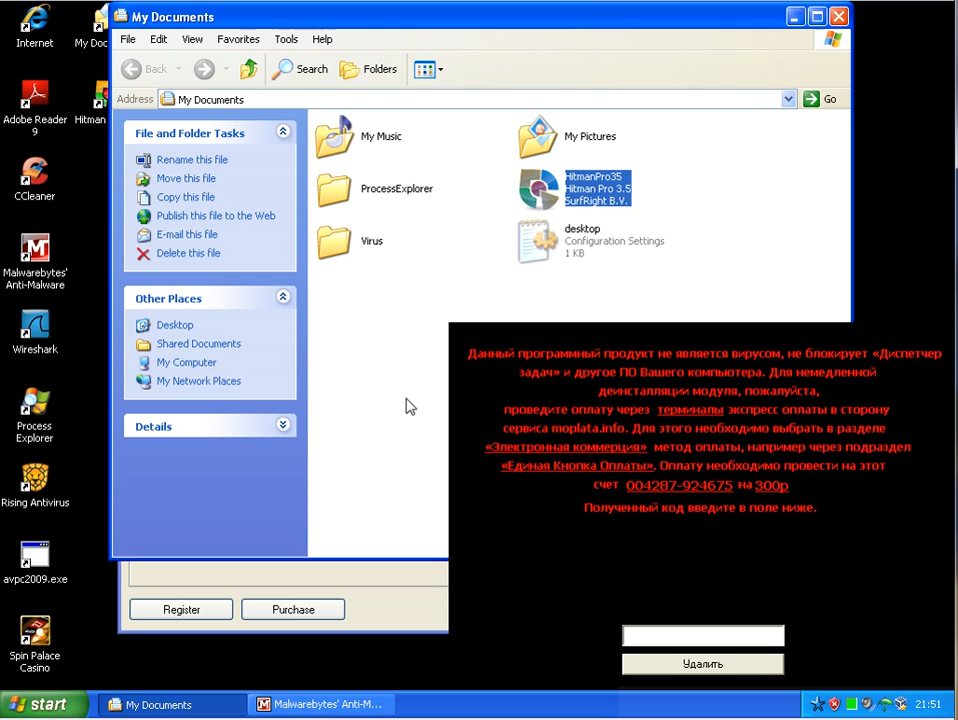 My Documents
File Edit View Favorites Tools Help
Back Search Folders
Address My Documents Go
Internet
My Doc
Adobe Reader
9
Hitman
CCleaner
Malwarebytes'
Anti-Malware
Wireshark
Process
Explorer
Rising Antivirus
avpc2009.exe
Spin Palace
Casino
File and Folder Tasks
Rename this file
Move this file
Copy this file
Publish this file to the Web
E-mail this file
Delete this file
Other Places
Desktop
Shared Documents
My Computer
My Network Places
Details
My Music
My Pictures
ProcessExplorer
HitmanPro35
Hitman Pro 3.5
SurfRight B.V.
Virus
desktop
Configuration Settings
1 KB
Данный программный продукт не является вирусом, не блокирует «Диспетчер
задач» и другое ПО Вашего компьютера. Для немедленной
деинсталляции модуля, пожалуйста,
проведите оплату через терминалы экспресс оплаты в сторону
сервиса moplata.info. Для этого необходимо выбрать в разделе
«Электронная коммерция» метод оплаты, например через подраздел
«Единая Кнопка Оплаты». Оплату необходимо провести на этот
счет 004287-924675 на 300р
Полученный код введите в поле ниже.
Удалить
Register Purchase
start My Documents Malwarebytes' Anti-M... 21:51